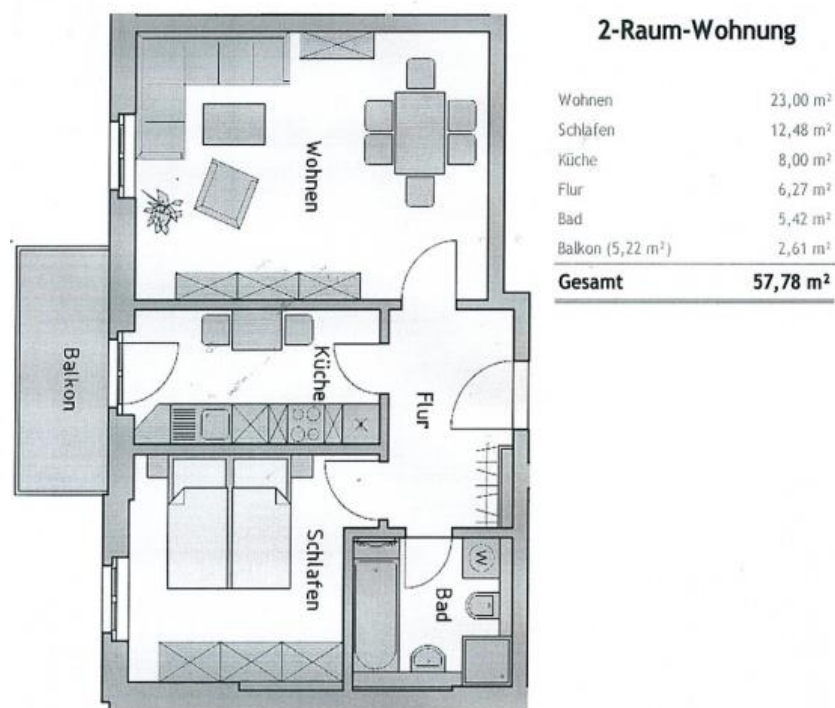 2-Raum-Wohnung
Wohnen 23,00 m²
Schlafen 12,48 m²
Küche 8,00 m²
Flur 6,27 m²
Bad 5,42 m²
Balkon (5,22 m²) 2,61 m²
Gesamt 57,78 m²
Wohnen
Küche
Balkon
Flur
Schlafen
Bad
W